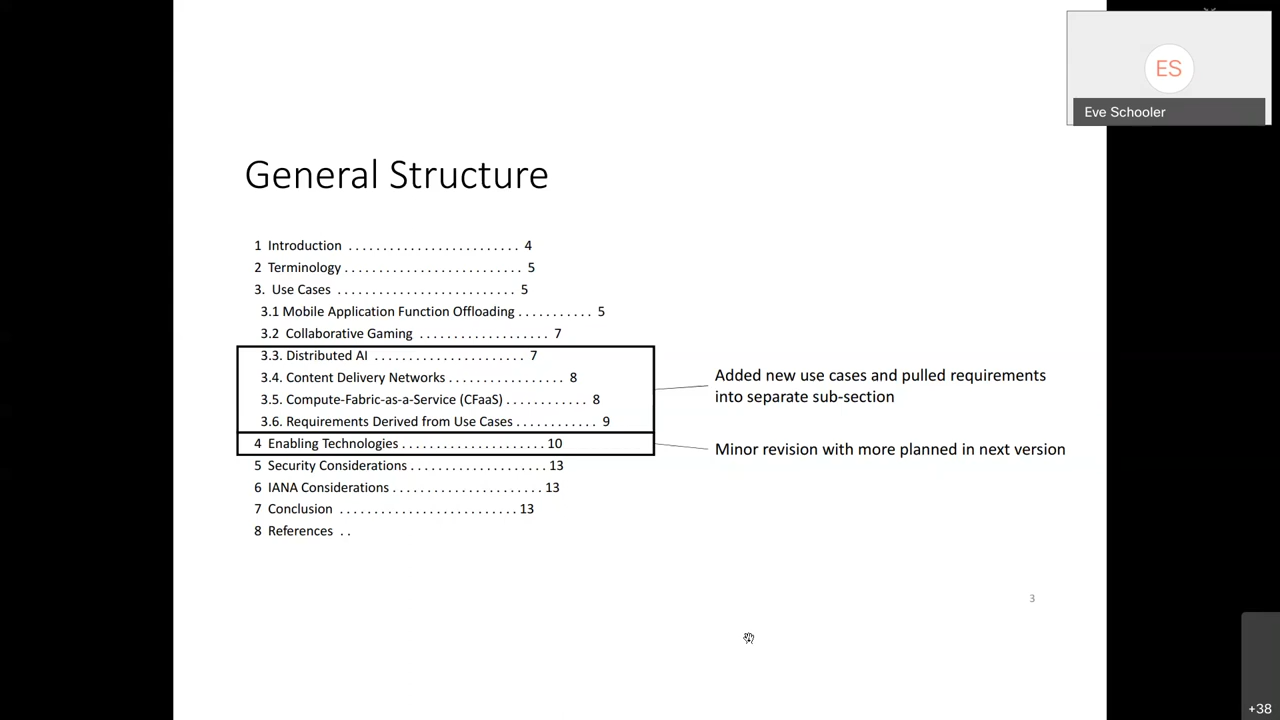 ES
Eve Schooler
General Structure
1 Introduction . . . . . . . . . . . . . . . . . . . . . . . . . 4
2 Terminology . . . . . . . . . . . . . . . . . . . . . . . . . . 5
3. Use Cases . . . . . . . . . . . . . . . . . . . . . . . . . . 5
3.1 Mobile Application Function Offloading . . . . . . . . . . . 5
3.2 Collaborative Gaming . . . . . . . . . . . . . . . . . . . 7
3.3. Distributed AI . . . . . . . . . . . . . . . . . . . . . . 7
3.4. Content Delivery Networks . . . . . . . . . . . . . . . . . 8
3.5. Compute-Fabric-as-a-Service (CFaaS) . . . . . . . . . . . . 8
3.6. Requirements Derived from Use Cases . . . . . . . . . . . . 9
4 Enabling Technologies . . . . . . . . . . . . . . . . . . . . . 10
5 Security Considerations . . . . . . . . . . . . . . . . . . . . 13
6 IANA Considerations . . . . . . . . . . . . . . . . . . . . . . 13
7 Conclusion . . . . . . . . . . . . . . . . . . . . . . . . . . 13
8 References . .
Added new use cases and pulled requirements
into separate sub-section
Minor revision with more planned in next version
3
+38